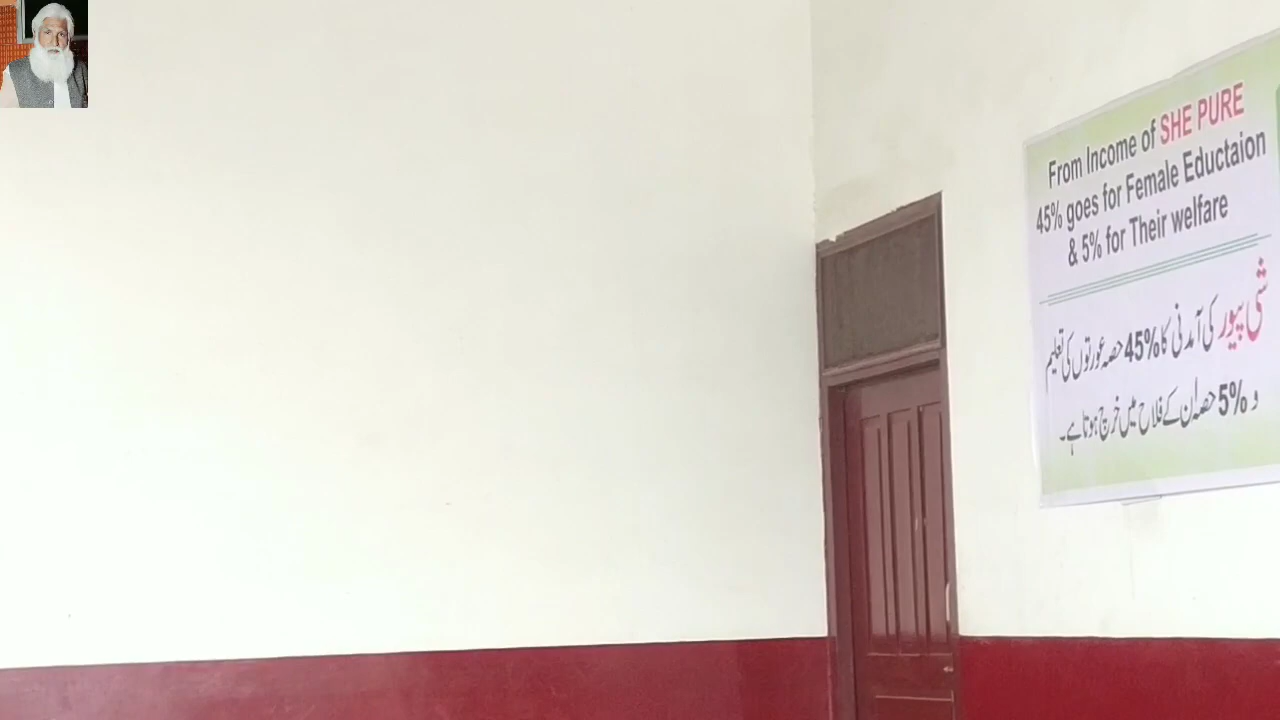 From Income of SHE PURE
45% goes for Female Eductaion
& 5% for Their welfare
شی پیور کی آمدنی کا 45% حصہ عورتوں کی تعلیم
و 5% حصہ ان کے فلاح میں خرچ ہوتا ہے۔